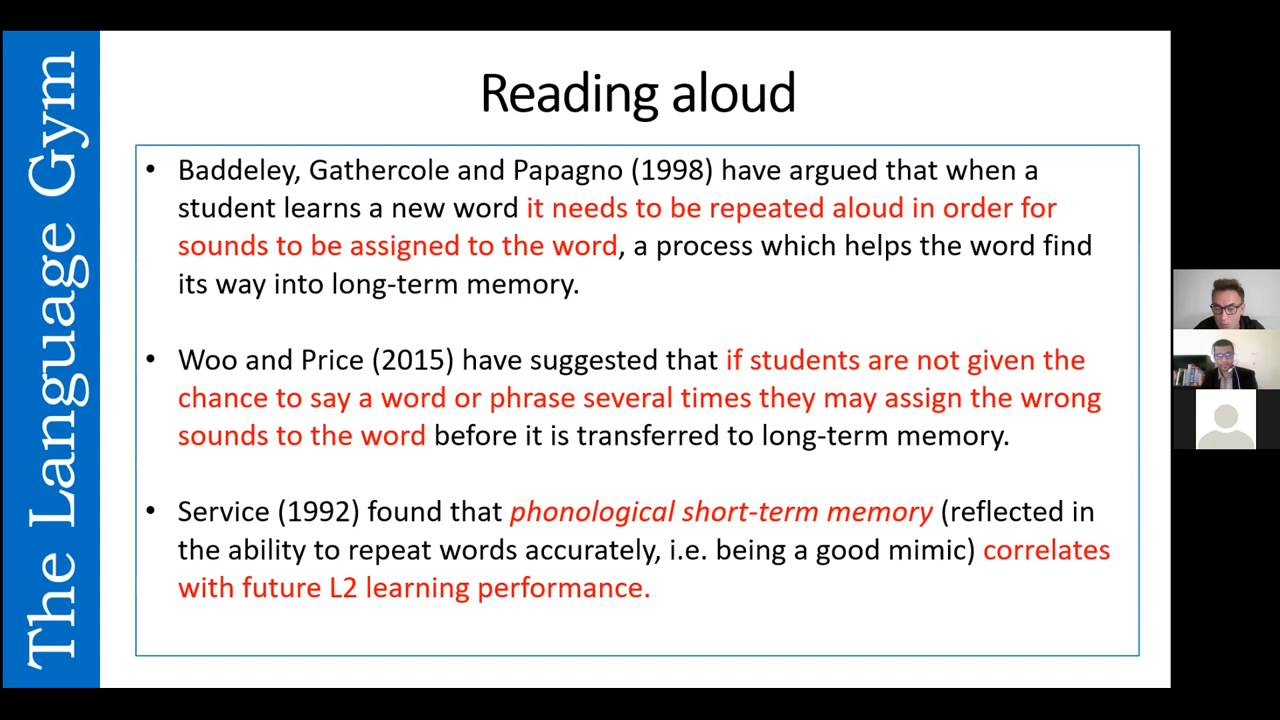 The Language Gym
Reading aloud
• Baddeley, Gathercole and Papagno (1998) have argued that when a
student learns a new word it needs to be repeated aloud in order for
sounds to be assigned to the word, a process which helps the word find
its way into long-term memory.
• Woo and Price (2015) have suggested that if students are not given the
chance to say a word or phrase several times they may assign the wrong
sounds to the word before it is transferred to long-term memory.
• Service (1992) found that phonological short-term memory (reflected in
the ability to repeat words accurately, i.e. being a good mimic) correlates
with future L2 learning performance.